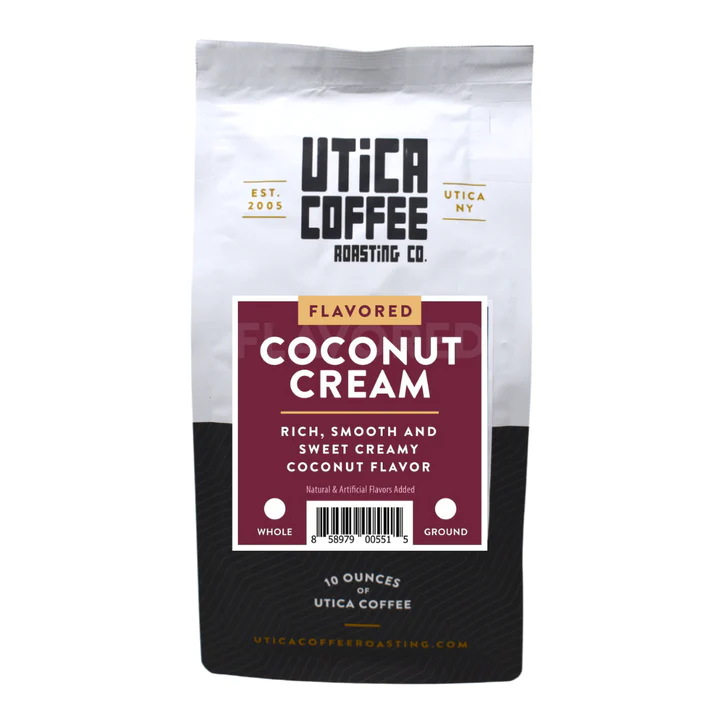 UTICA
COFFEE
ROASTING CO.
EST.
2005
UTICA
NY
FLAVORED
FLAVORED
COCONUT
CREAM
RICH, SMOOTH AND
SWEET CREAMY
COCONUT FLAVOR
Natural & Artificial Flavors Added
WHOLE
GROUND
8 58979 00551 5
10 OUNCES
OF
UTICA COFFEE
UTICACOFFEEROASTING.COM